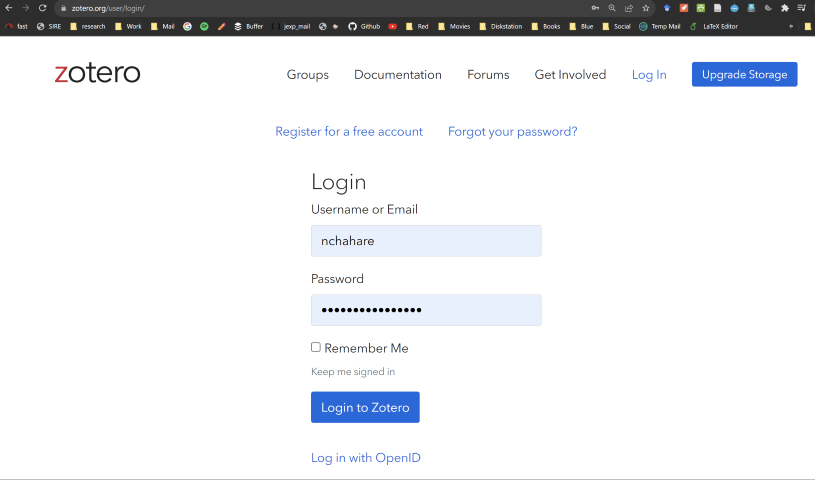 zotero.org/user/login/
fast SIRE research Work Mail Buffer jexp_mail Github Red Movies Diskstation Books Blue Social Temp Mail LaTeX Editor »
zotero Groups Documentation Forums Get Involved Log In Upgrade Storage
Register for a free account Forgot your password?
Login
Username or Email
nchahare
Password
••••••••••••••••
Remember Me
Keep me signed in
Login to Zotero
Log in with OpenID